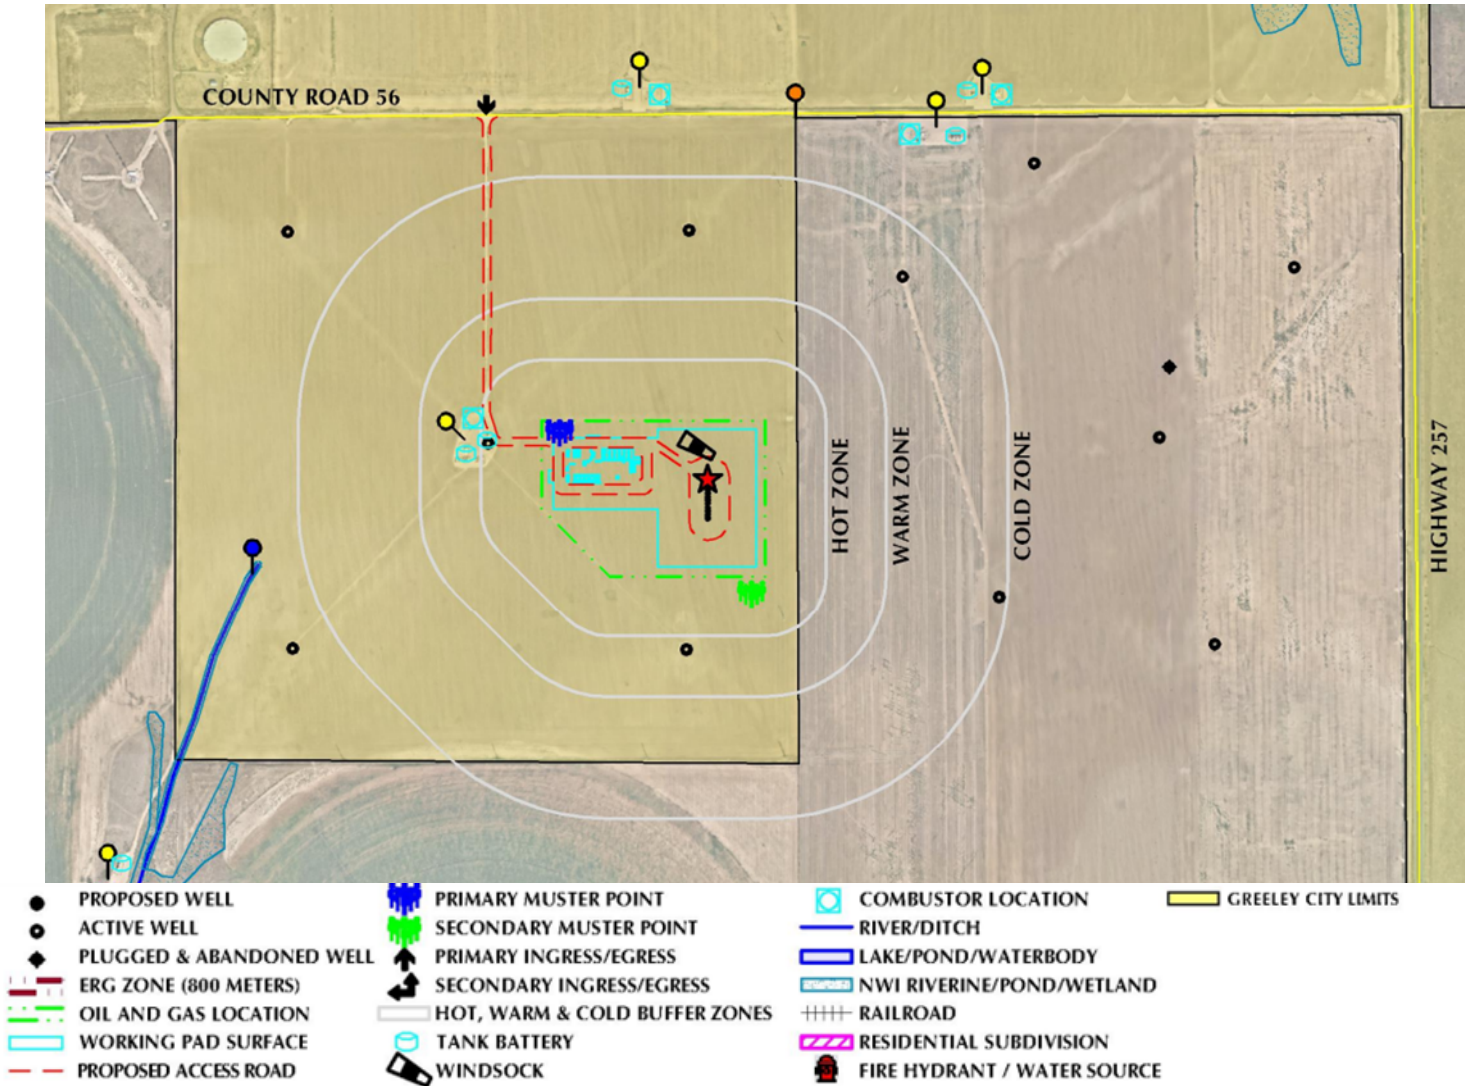 COUNTY ROAD 56
HOT ZONE
WARM ZONE
COLD ZONE
HIGHWAY 257
PROPOSED WELL
ACTIVE WELL
PLUGGED & ABANDONED WELL
ERG ZONE (800 METERS)
OIL AND GAS LOCATION
WORKING PAD SURFACE
PROPOSED ACCESS ROAD
PRIMARY MUSTER POINT
SECONDARY MUSTER POINT
PRIMARY INGRESS/EGRESS
SECONDARY INGRESS/EGRESS
HOT, WARM & COLD BUFFER ZONES
TANK BATTERY
WINDSOCK
COMBUSTOR LOCATION
RIVER/DITCH
LAKE/POND/WATERBODY
NWI RIVERINE/POND/WETLAND
RAILROAD
RESIDENTIAL SUBDIVISION
FIRE HYDRANT / WATER SOURCE
GREELEY CITY LIMITS